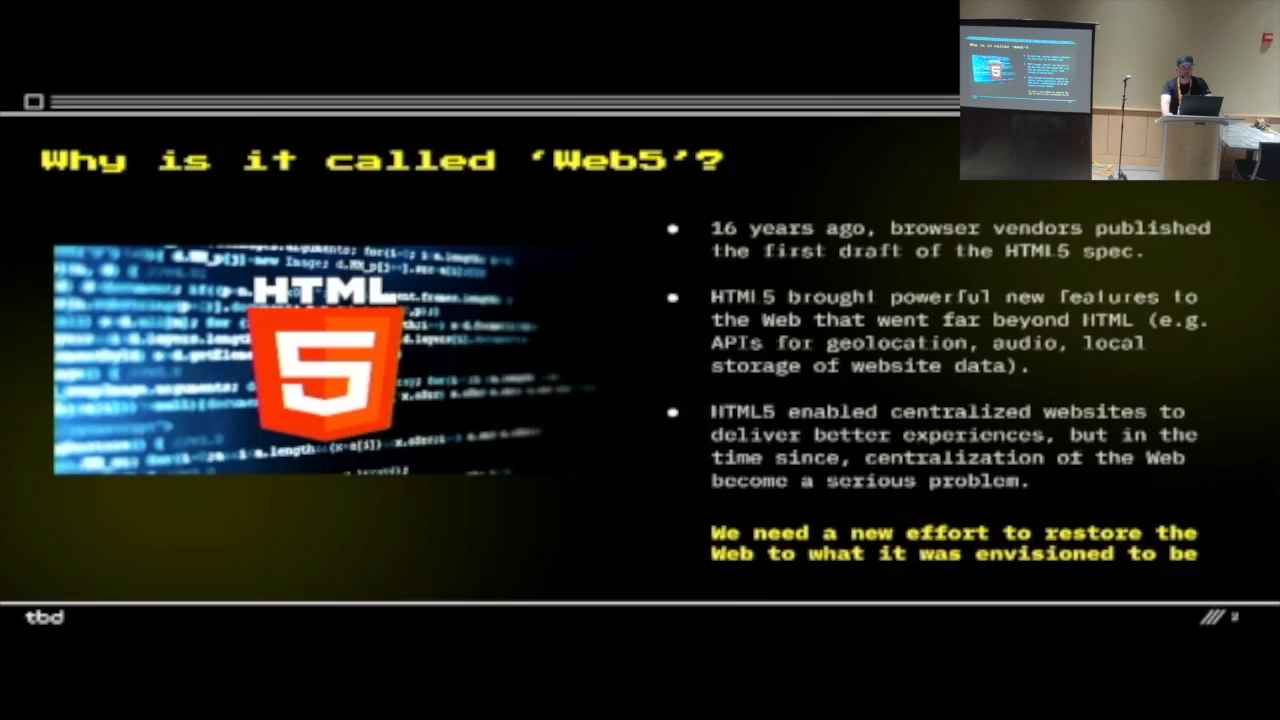 Why is it called ‘Web5’?
16 years ago, browser vendors published
the first draft of the HTML5 spec.
HTML5 brought powerful new features to
the Web that went far beyond HTML (e.g.
APIs for geolocation, audio, local
storage of website data).
HTML5 enabled centralized websites to
deliver better experiences, but in the
time since, centralization of the Web
become a serious problem.
We need a new effort to restore the
Web to what it was envisioned to be
HTML
5
tbd